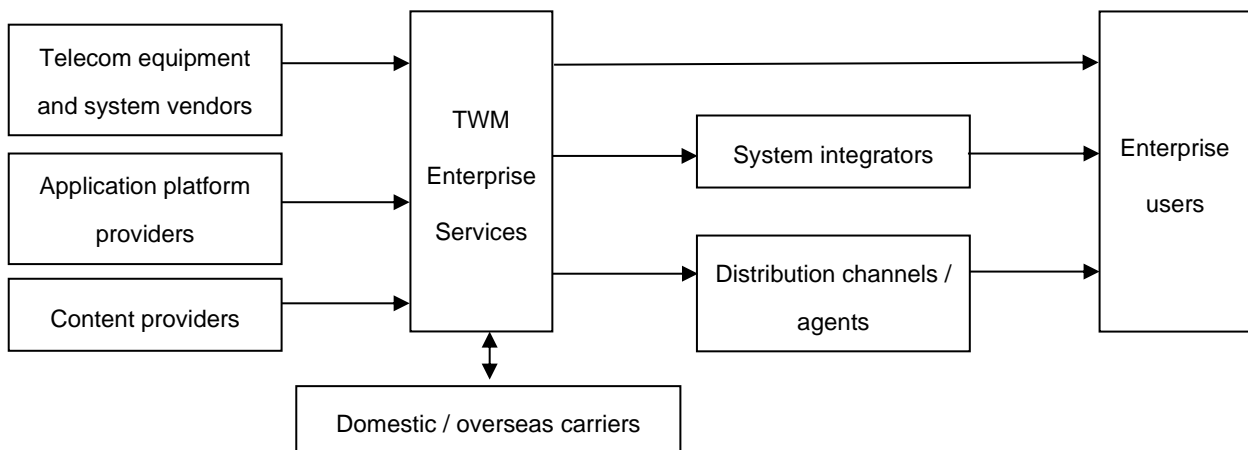 Telecom equipment
and system vendors
Application platform
providers
Content providers
TWM
Enterprise
Services
Domestic / overseas carriers
System integrators
Distribution channels /
agents
Enterprise
users